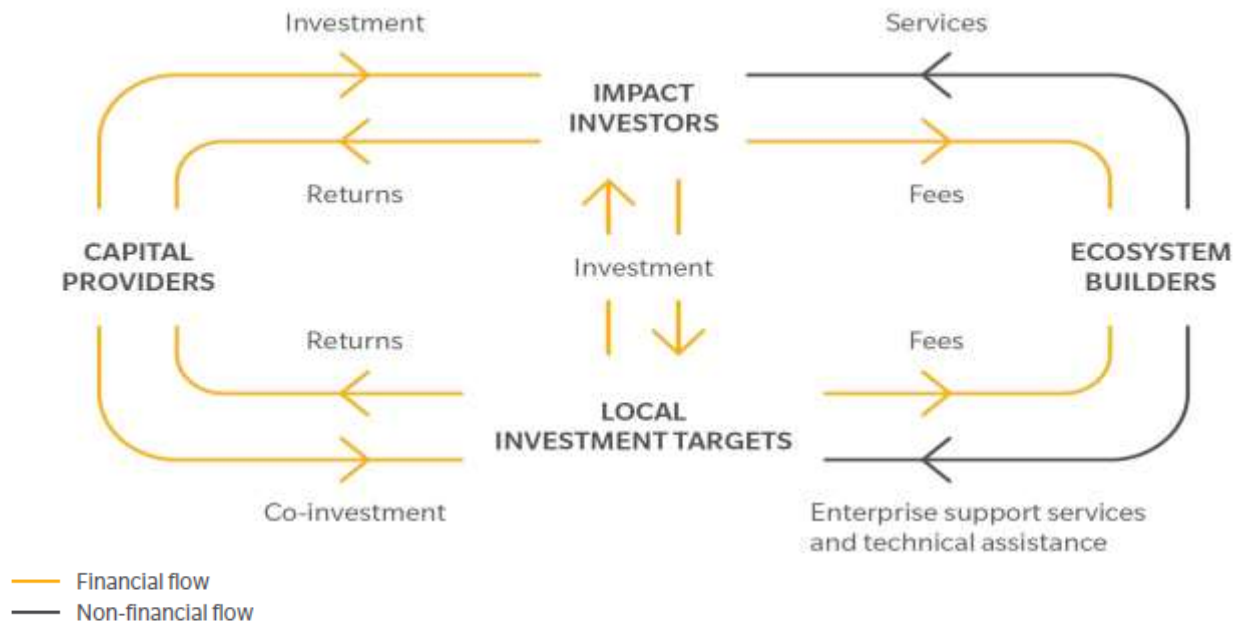 Investment
Services
IMPACT
INVESTORS
Returns
Fees
CAPITAL
PROVIDERS
Investment
ECOSYSTEM
BUILDERS
Returns
Fees
LOCAL
INVESTMENT TARGETS
Co-investment
Enterprise support services
and technical assistance
Financial flow
Non-financial flow